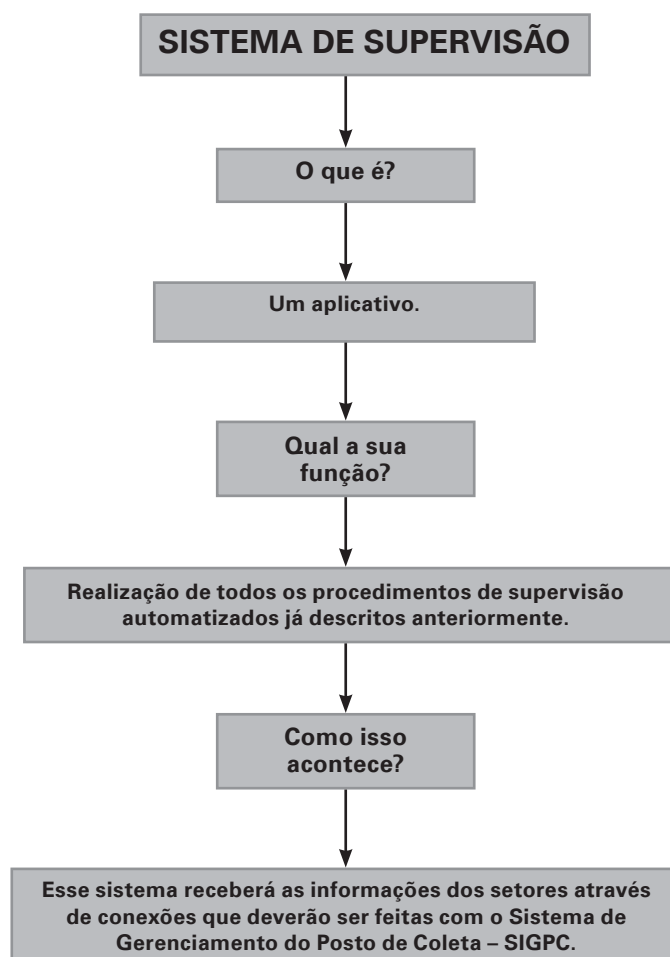 SISTEMA DE SUPERVISÃO
O que é?
Um aplicativo.
Qual a sua
função?
Realização de todos os procedimentos de supervisão
automatizados já descritos anteriormente.
Como isso
acontece?
Esse sistema receberá as informações dos setores através
de conexões que deverão ser feitas com o Sistema de
Gerenciamento do Posto de Coleta – SIGPC.